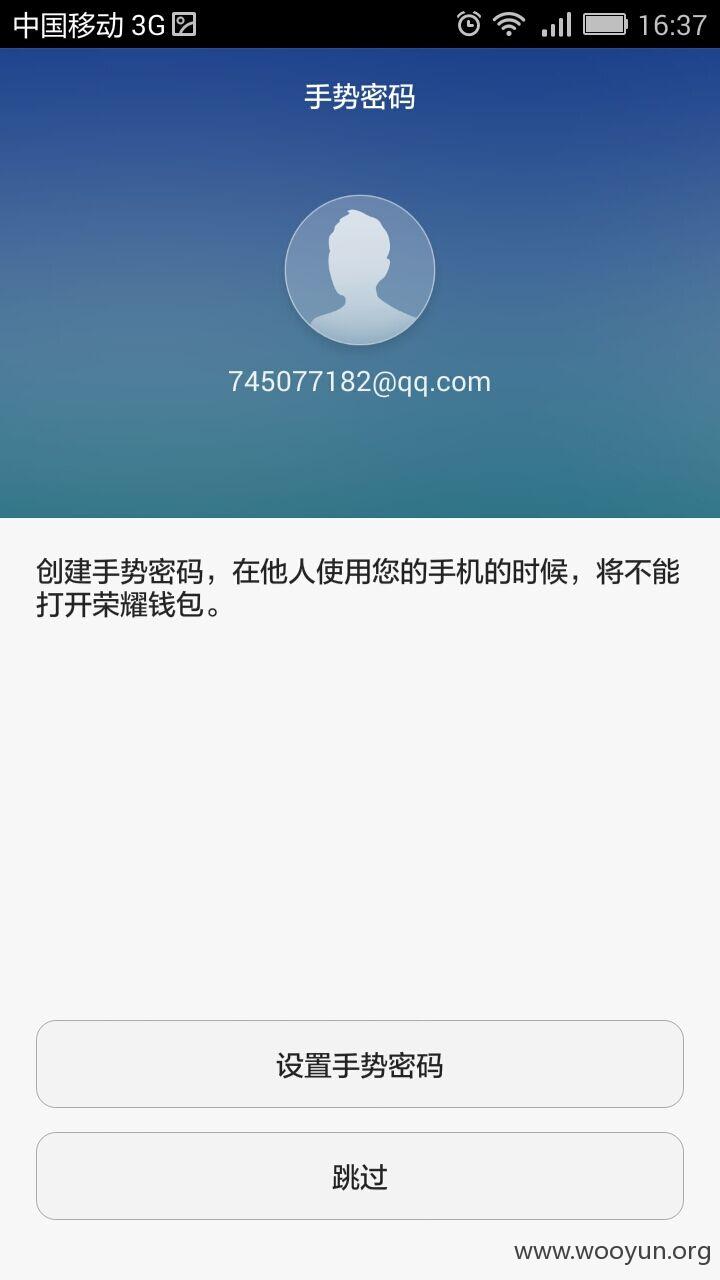 中国移动 3G 16:37
手势密码
745077182@qq.com
创建手势密码，在他人使用您的手机的时候，将不能
打开荣耀钱包。
设置手势密码
跳过
www.wooyun.org